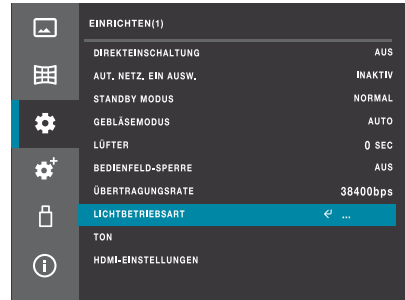 EINRICHTEN(1)
DIREKTEINSCHALTUNG AUS
AUT. NETZ. EIN AUSW. INAKTIV
STANDBY MODUS NORMAL
GEBLÄSEMODUS AUTO
LÜFTER 0 SEC
BEDIENFELD-SPERRE AUS
ÜBERTRAGUNGSRATE 38400bps
LICHTBETRIEBSART ...
TON
HDMI-EINSTELLUNGEN